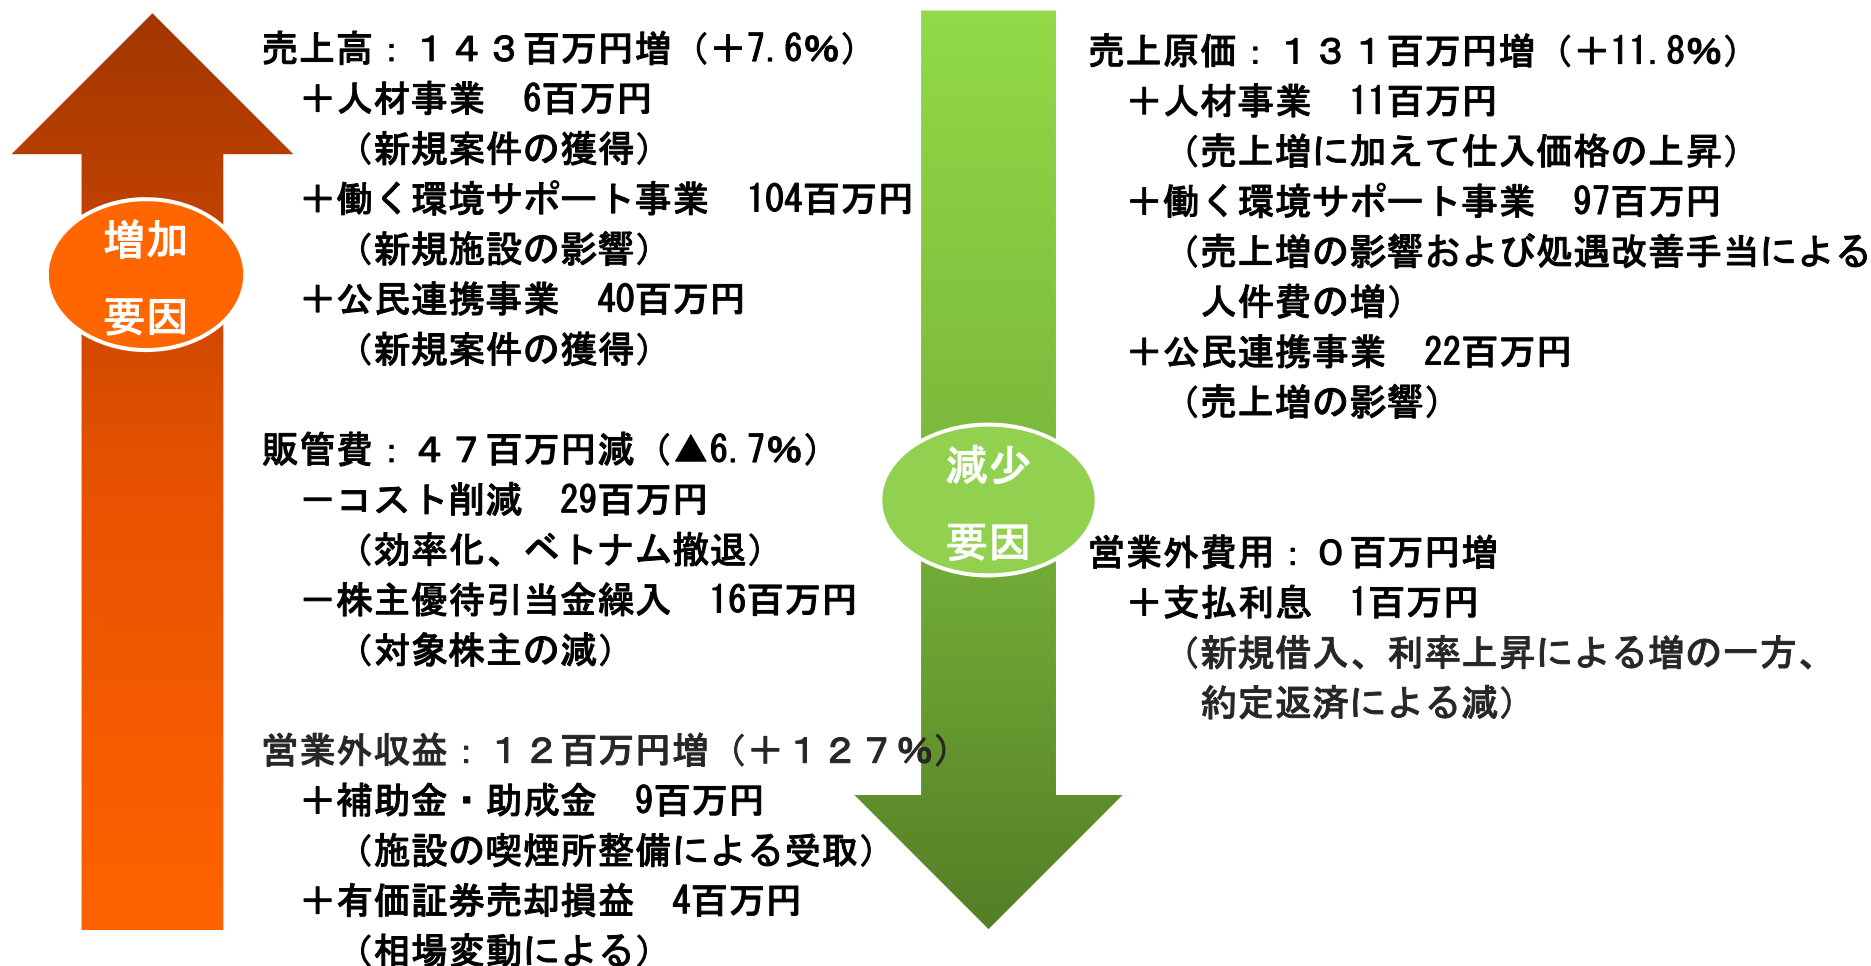 増加
要因
売上高：１４３百万円増（＋7.6％）
＋人材事業　6百万円
（新規案件の獲得）
＋働く環境サポート事業　104百万円
（新規施設の影響）
＋公民連携事業　40百万円
（新規案件の獲得）
販管費：４７百万円減（▲6.7％）
－コスト削減　29百万円
（効率化、ベトナム撤退）
－株主優待引当金繰入　16百万円
（対象株主の減）
営業外収益：１２百万円増（＋１２７％）
＋補助金・助成金　9百万円
（施設の喫煙所整備による受取）
＋有価証券売却損益　4百万円
（相場変動による）
減少
要因
売上原価：１３１百万円増（＋11.8％）
＋人材事業　11百万円
（売上増に加えて仕入価格の上昇）
＋働く環境サポート事業　97百万円
（売上増の影響および処遇改善手当による
人件費の増）
＋公民連携事業　22百万円
（売上増の影響）
営業外費用：０百万円増
＋支払利息　1百万円
（新規借入、利率上昇による増の一方、
約定返済による減）